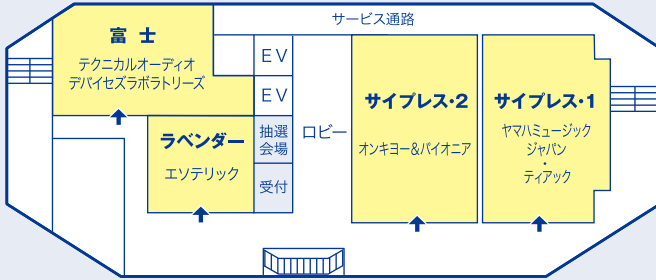 サービス通路
富 士
テクニカルオーディオ
デバイセズラボラトリーズ
EV
EV
ラベンダー
エソテリック
抽選
会場
受付
ロビー
サイプレス・2
オンキヨー&パイオニア
サイプレス・1
ヤマハミュージック
ジャパン
・
ティアック